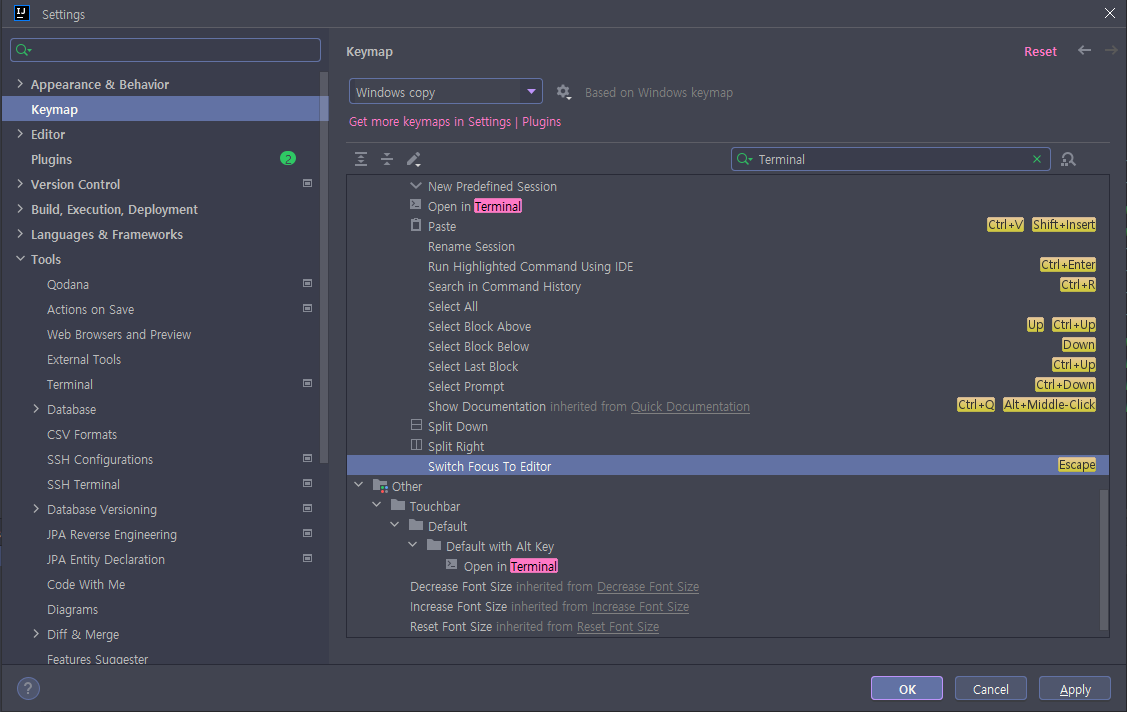 IJ
Settings
Appearance & Behavior
Keymap
Editor
Plugins 2
Version Control
Build, Execution, Deployment
Languages & Frameworks
Tools
Qodana
Actions on Save
Web Browsers and Preview
External Tools
Terminal
Database
CSV Formats
SSH Configurations
SSH Terminal
Database Versioning
JPA Reverse Engineering
JPA Entity Declaration
Code With Me
Diagrams
Diff & Merge
Features Suggester
Keymap
Reset
Windows copy
Based on Windows keymap
Get more keymaps in Settings | Plugins
Terminal
New Predefined Session
Open in Terminal
Paste Ctrl+V Shift+Insert
Rename Session
Run Highlighted Command Using IDE Ctrl+Enter
Search in Command History Ctrl+R
Select All
Select Block Above Up Ctrl+Up
Select Block Below Down
Select Last Block Ctrl+Up
Select Prompt Ctrl+Down
Show Documentation inherited from Quick Documentation Ctrl+Q Alt+Middle-Click
Split Down
Split Right
Switch Focus To Editor Escape
Other
Touchbar
Default
Default with Alt Key
Open in Terminal
Decrease Font Size inherited from Decrease Font Size
Increase Font Size inherited from Increase Font Size
Reset Font Size inherited from Reset Font Size
?
OK
Cancel
Apply